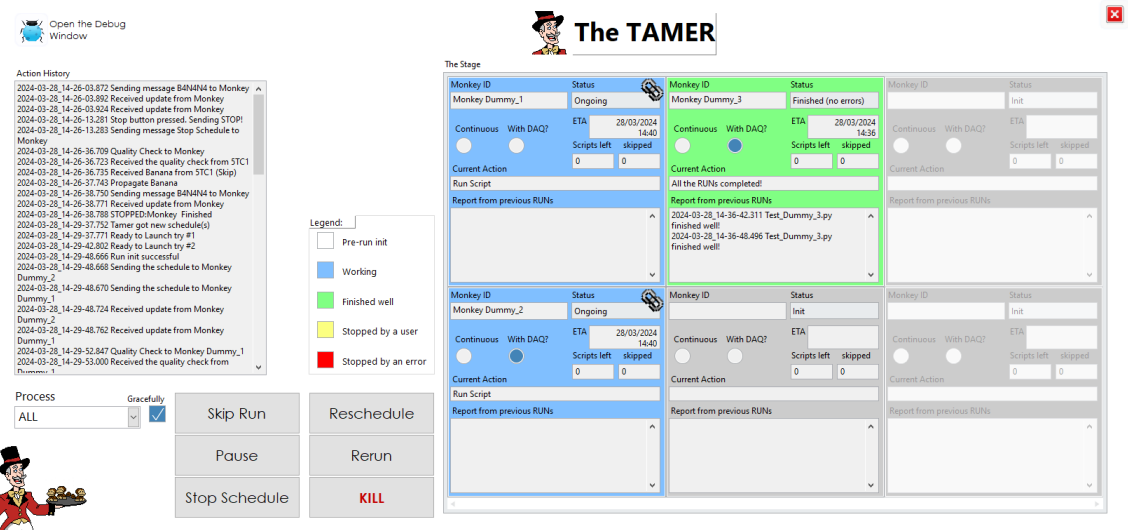 Open the Debug
Window
The TAMER
Action History
2024-03-28_14-26-03.872 Sending message B4N4N4 to Monkey
2024-03-28_14-26-03.892 Received update from Monkey
2024-03-28_14-26-03.924 Received update from Monkey
2024-03-28_14-26-13.281 Stop button pressed. Sending STOP!
2024-03-28_14-26-13.283 Sending message Stop Schedule to
Monkey
2024-03-28_14-26-36.709 Quality Check to Monkey
2024-03-28_14-26-36.723 Received the quality check from 5TC1
2024-03-28_14-26-36.735 Received Banana from 5TC1 (Skip)
2024-03-28_14-26-37.743 Propagate Banana
2024-03-28_14-26-38.750 Sending message B4N4N4 to Monkey
2024-03-28_14-26-38.771 Received update from Monkey
2024-03-28_14-26-38.788 STOPPED:Monkey  Finished
2024-03-28_14-29-37.752 Tamer got new schedule(s)
2024-03-28_14-29-37.771 Ready to Launch try #1
2024-03-28_14-29-42.802 Ready to Launch try #2
2024-03-28_14-29-48.666 Run init successful
2024-03-28_14-29-48.668 Sending the schedule to Monkey
Dummy_2
2024-03-28_14-29-48.670 Sending the schedule to Monkey
Dummy_1
2024-03-28_14-29-48.724 Received update from Monkey
Dummy_2
2024-03-28_14-29-48.762 Received update from Monkey
Dummy_1
2024-03-28_14-29-52.847 Quality Check to Monkey Dummy_1
2024-03-28_14-29-53.000 Received the quality check from
Dummy_1
Legend:
Pre-run init
Working
Finished well
Stopped by a user
Stopped by an error
Process
ALL
Gracefully
Skip Run
Reschedule
Pause
Rerun
Stop Schedule
KILL
The Stage
Monkey ID
Status
Monkey Dummy_1
Ongoing
Continuous
With DAQ?
ETA
28/03/2024
14:40
Scripts left
skipped
0
0
Current Action
Run Script
Report from previous RUNs
Monkey ID
Status
Monkey Dummy_3
Finished (no errors)
Continuous
With DAQ?
ETA
28/03/2024
14:36
Scripts left
skipped
0
0
Current Action
All the RUNs completed!
Report from previous RUNs
2024-03-28_14-36-42.311 Test_Dummy_3.py
finished well!
2024-03-28_14-36-48.496 Test_Dummy_3.py
finished well!
Monkey ID
Status
Init
Continuous
With DAQ?
ETA
Scripts left
skipped
0
0
Current Action
Report from previous RUNs
Monkey ID
Status
Monkey Dummy_2
Ongoing
Continuous
With DAQ?
ETA
28/03/2024
14:40
Scripts left
skipped
0
0
Current Action
Run Script
Report from previous RUNs
Monkey ID
Status
Init
Continuous
With DAQ?
ETA
Scripts left
skipped
0
0
Current Action
Report from previous RUNs
Monkey ID
Status
Init
Continuous
With DAQ?
ETA
Scripts left
skipped
0
0
Current Action
Report from previous RUNs